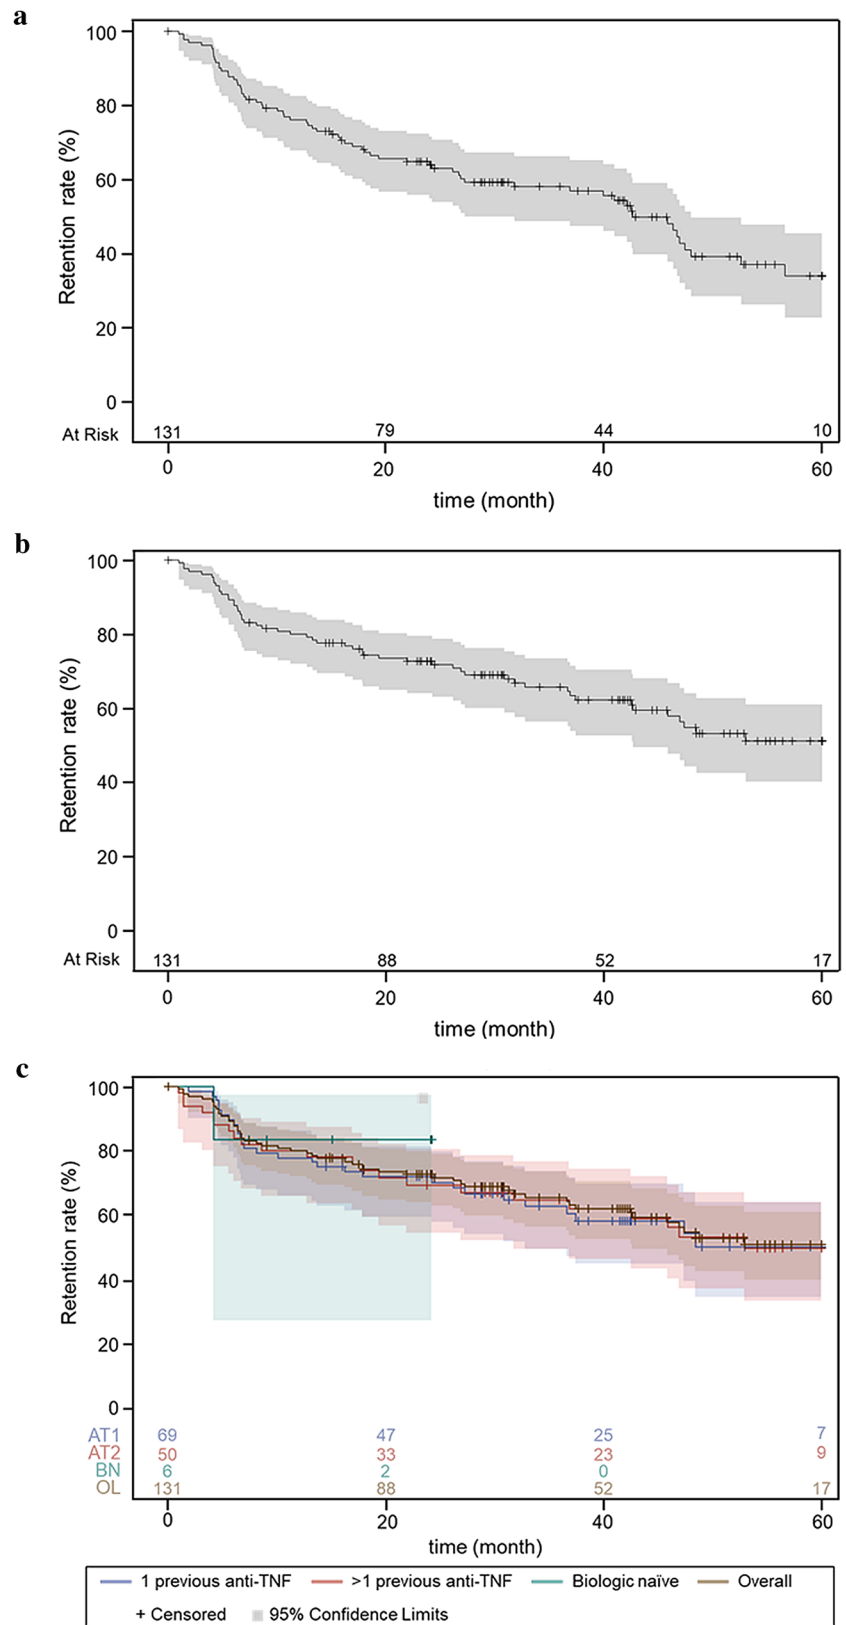 a
100
80
60
40
20
0
Retention rate (%)
At Risk 131 79 44 10
0 20 40 60
time (month)
b
100
80
60
40
20
0
Retention rate (%)
At Risk 131 88 52 17
0 20 40 60
time (month)
c
100
80
60
40
20
0
Retention rate (%)
AT1 69 47 25 7
AT2 50 33 23 9
BN 6 2 0
OL 131 88 52 17
0 20 40 60
time (month)
1 previous anti-TNF >1 previous anti-TNF Biologic naïve Overall
+ Censored 95% Confidence Limits